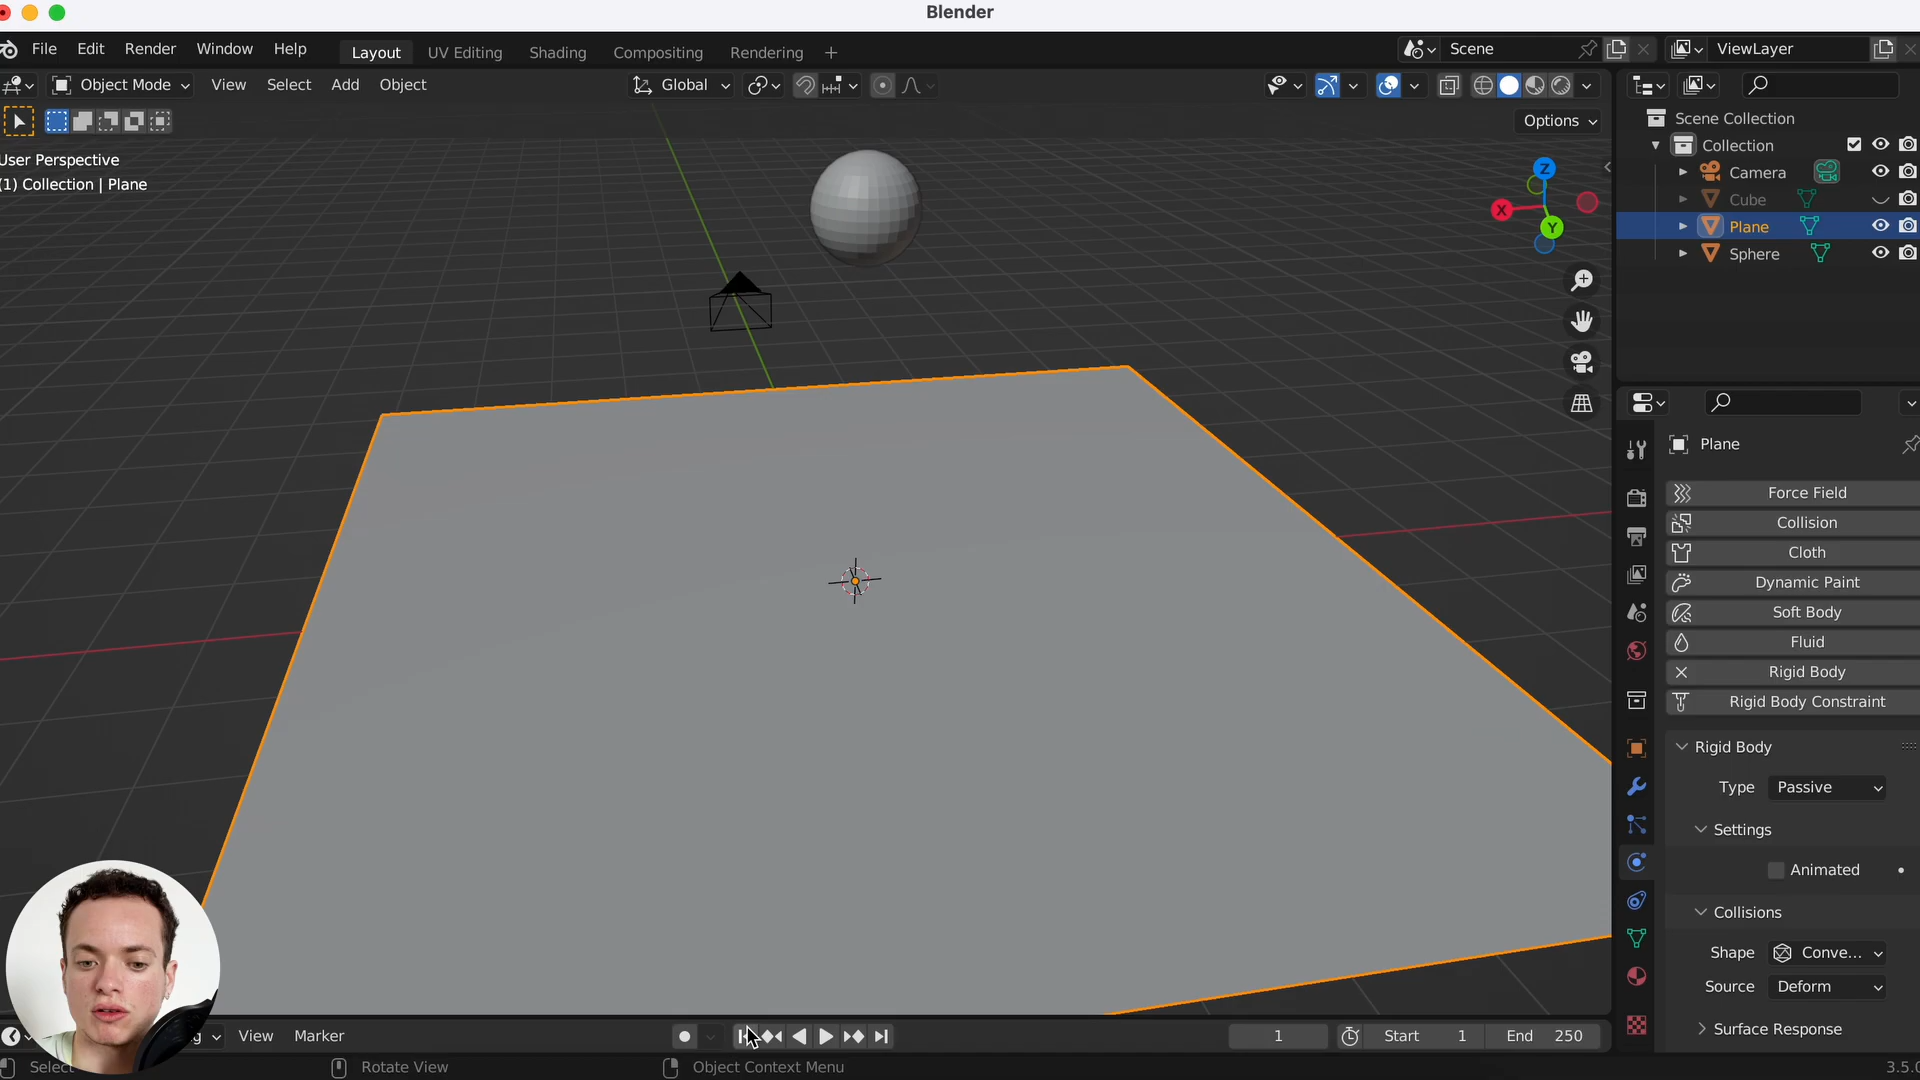 Blender
File Edit Render Window Help Layout UV Editing Shading Compositing Rendering + Scene ViewLayer
Object Mode View Select Add Object Global
Options
User Perspective
(1) Collection | Plane
Z
X
Y
Scene Collection
Collection
Camera
Cube
Plane
Sphere
Plane
Force Field
Collision
Cloth
Dynamic Paint
Soft Body
Fluid
Rigid Body
Rigid Body Constraint
Rigid Body
Type Passive
Settings
Animated
Collisions
Shape Conve...
Source Deform
Surface Response
View Marker 1 Start 1 End 250
Select Rotate View Object Context Menu